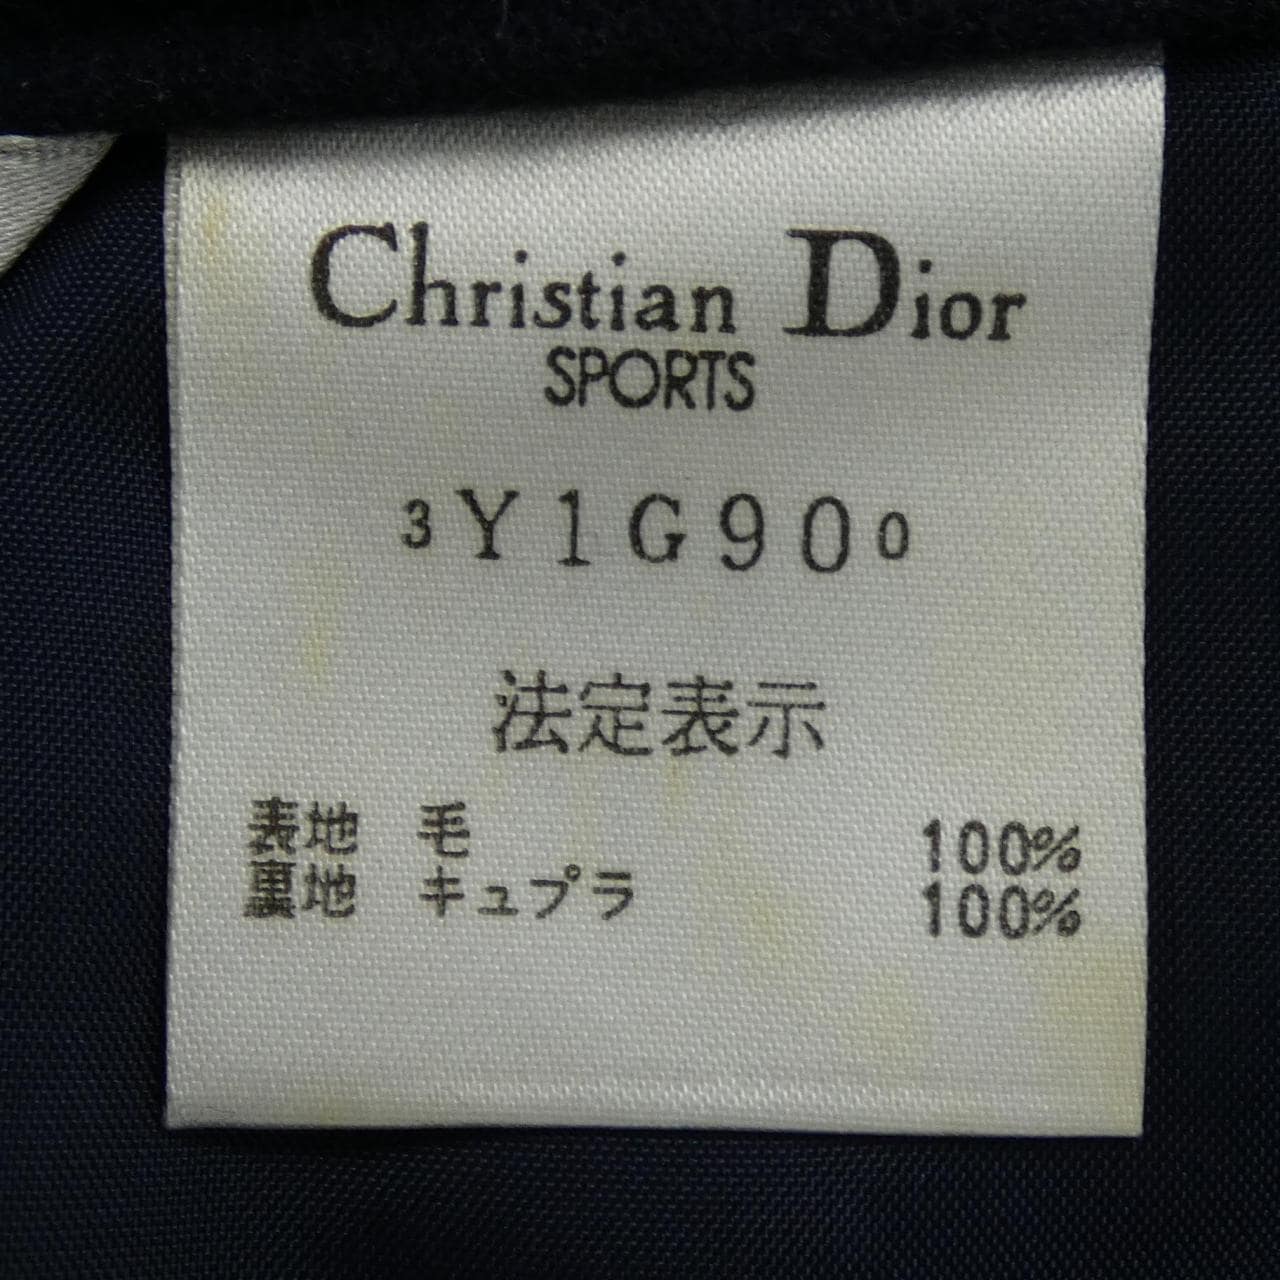 Christian Dior
SPORTS
3Y1G900
法定表示
表地 毛 100%
裏地 キュプラ 100%